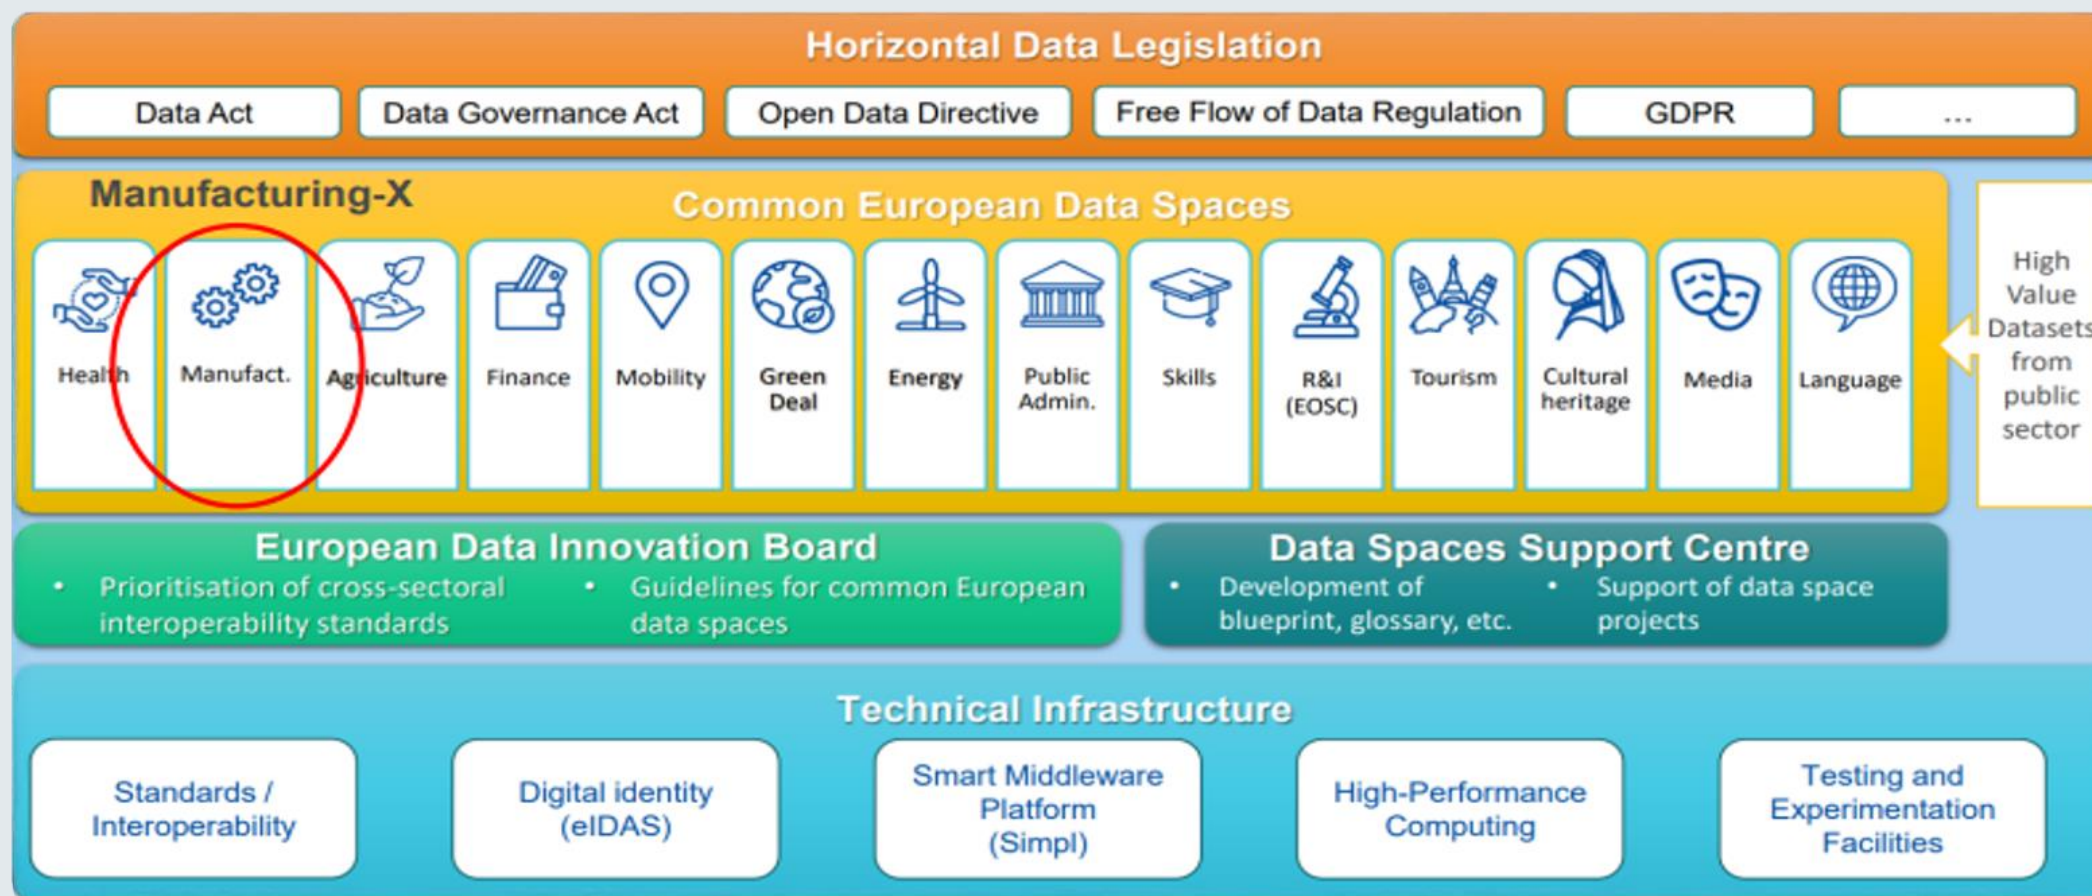 Horizontal Data Legislation
Data Act
Data Governance Act
Open Data Directive
Free Flow of Data Regulation
GDPR
...
Manufacturing-X
Common European Data Spaces
Health
Manufact.
Agriculture
Finance
Mobility
Green
Deal
Energy
Public
Admin.
Skills
R&I
(EOSC)
Tourism
Cultural
heritage
Media
Language
High
Value
Datasets
from
public
sector
European Data Innovation Board
• Prioritisation of cross-sectoral
interoperability standards
• Guidelines for common European
data spaces
Data Spaces Support Centre
• Development of
blueprint, glossary, etc.
• Support of data space
projects
Technical Infrastructure
Standards /
Interoperability
Digital identity
(eIDAS)
Smart Middleware
Platform
(Simpl)
High-Performance
Computing
Testing and
Experimentation
Facilities